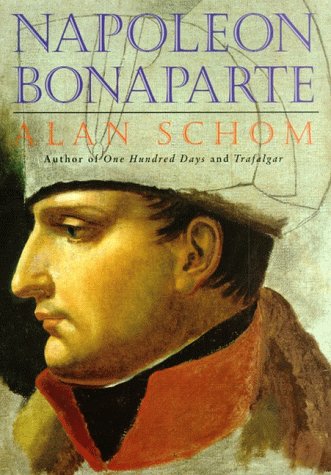 NAPOLEON
BONAPARTE
ALAN SCHOM
Author of One Hundred Days and Trafalgar